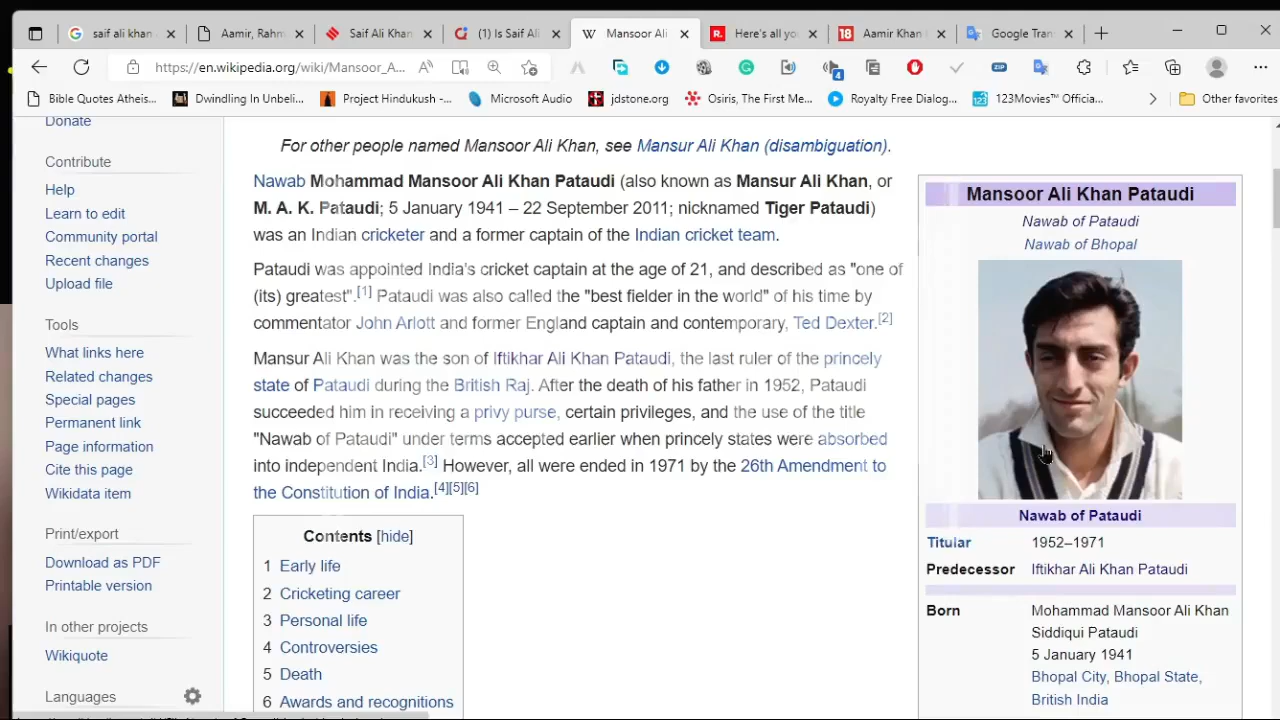 saif ali khan
Aamir, Rahm
Saif Ali Khan
(1) Is Saif Ali
Mansoor Ali
Here's all yo
Aamir Khan
Google Tran
https://en.wikipedia.org/wiki/Mansoor_A...
Bible Quotes Atheis...
Dwindling In Unbeli...
Project Hindukush -...
Microsoft Audio
jdstone.org
Osiris, The First Me...
Royalty Free Dialog...
123Movies™ Officia...
Other favorites
Donate
Contribute
Help
Learn to edit
Community portal
Recent changes
Upload file
Tools
What links here
Related changes
Special pages
Permanent link
Page information
Cite this page
Wikidata item
Print/export
Download as PDF
Printable version
In other projects
Wikiquote
Languages
For other people named Mansoor Ali Khan, see Mansur Ali Khan (disambiguation).
Nawab Mohammad Mansoor Ali Khan Pataudi (also known as Mansur Ali Khan, or
M. A. K. Pataudi; 5 January 1941 – 22 September 2011; nicknamed Tiger Pataudi)
was an Indian cricketer and a former captain of the Indian cricket team.
Pataudi was appointed India's cricket captain at the age of 21, and described as "one of
(its) greatest".[1] Pataudi was also called the "best fielder in the world" of his time by
commentator John Arlott and former England captain and contemporary, Ted Dexter.[2]
Mansur Ali Khan was the son of Iftikhar Ali Khan Pataudi, the last ruler of the princely
state of Pataudi during the British Raj. After the death of his father in 1952, Pataudi
succeeded him in receiving a privy purse, certain privileges, and the use of the title
"Nawab of Pataudi" under terms accepted earlier when princely states were absorbed
into independent India.[3] However, all were ended in 1971 by the 26th Amendment to
the Constitution of India.[4][5][6]
Contents [hide]
1 Early life
2 Cricketing career
3 Personal life
4 Controversies
5 Death
6 Awards and recognitions
Mansoor Ali Khan Pataudi
Nawab of Pataudi
Nawab of Bhopal
Nawab of Pataudi
Titular 1952–1971
Predecessor Iftikhar Ali Khan Pataudi
Born Mohammad Mansoor Ali Khan
Siddiqui Pataudi
5 January 1941
Bhopal City, Bhopal State,
British India